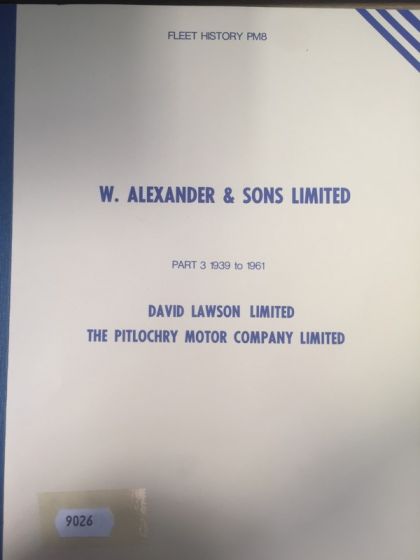 FLEET HISTORY PM8
W. ALEXANDER & SONS LIMITED
PART 3 1939 to 1961
DAVID LAWSON LIMITED
THE PITLOCHRY MOTOR COMPANY LIMITED
9026